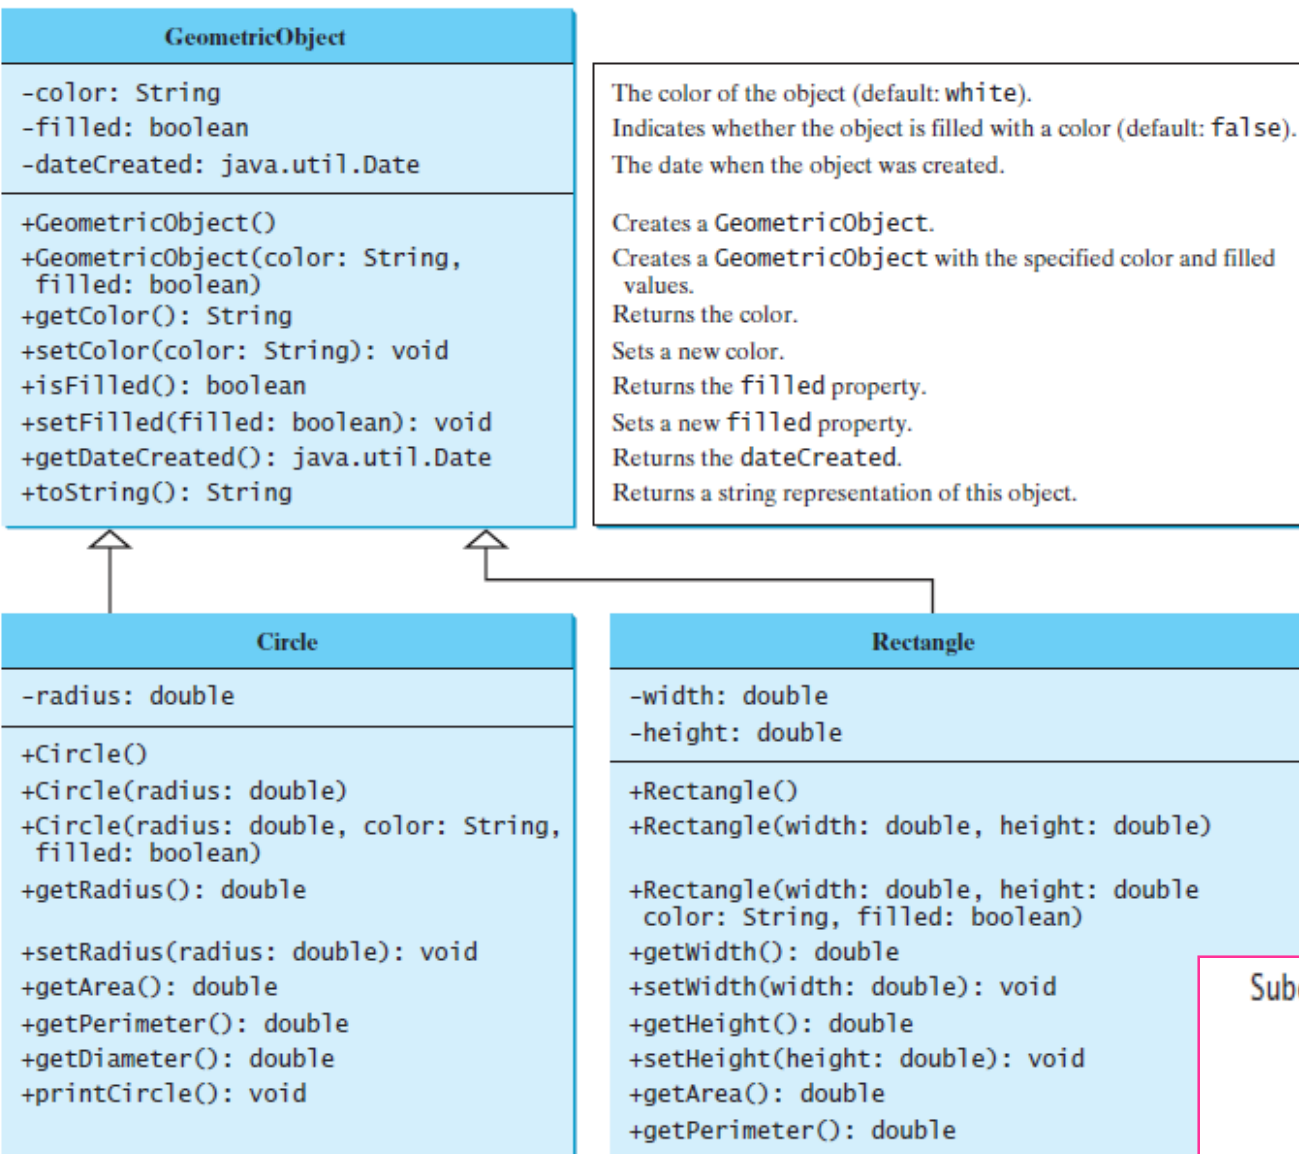 GeometricObject
-color: String
-filled: boolean
-dateCreated: java.util.Date
+GeometricObject()
+GeometricObject(color: String,
filled: boolean)
+getColor(): String
+setColor(color: String): void
+isFilled(): boolean
+setFilled(filled: boolean): void
+getDateCreated(): java.util.Date
+toString(): String
The color of the object (default: white).
Indicates whether the object is filled with a color (default: false).
The date when the object was created.
Creates a GeometricObject.
Creates a GeometricObject with the specified color and filled
values.
Returns the color.
Sets a new color.
Returns the filled property.
Sets a new filled property.
Returns the dateCreated.
Returns a string representation of this object.
Circle
-radius: double
+Circle()
+Circle(radius: double)
+Circle(radius: double, color: String,
filled: boolean)
+getRadius(): double
+setRadius(radius: double): void
+getArea(): double
+getPerimeter(): double
+getDiameter(): double
+printCircle(): void
Rectangle
-width: double
-height: double
+Rectangle()
+Rectangle(width: double, height: double)
+Rectangle(width: double, height: double
color: String, filled: boolean)
+getWidth(): double
+setWidth(width: double): void
+getHeight(): double
+setHeight(height: double): void
+getArea(): double
+getPerimeter(): double